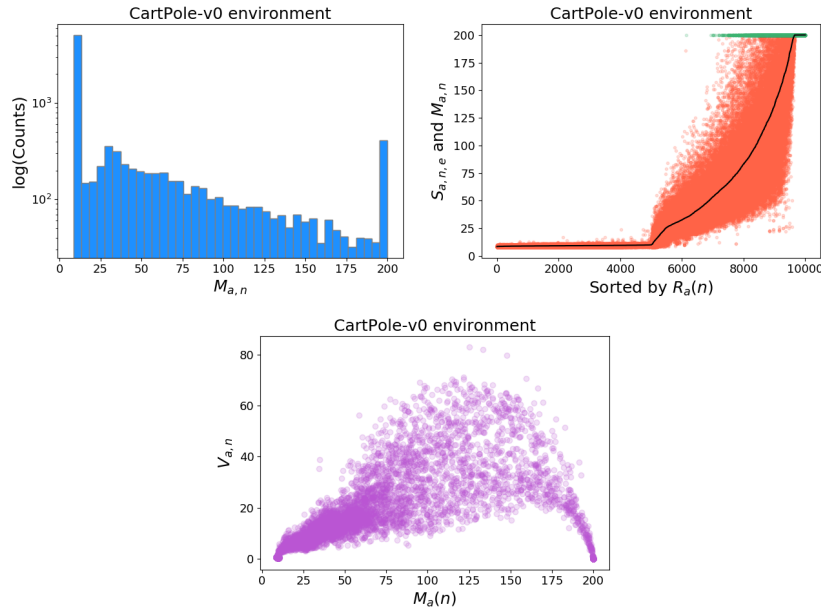 CartPole-v0 environment
log(Counts)
10³
10²
0 25 50 75 100 125 150 175 200
M_{a,n}
CartPole-v0 environment
S_{a,n,e} and M_{a,n}
200
175
150
125
100
75
50
25
0
0 2000 4000 6000 8000 10000
Sorted by R_a(n)
CartPole-v0 environment
V_{a,n}
80
60
40
20
0
0 25 50 75 100 125 150 175 200
M_a(n)